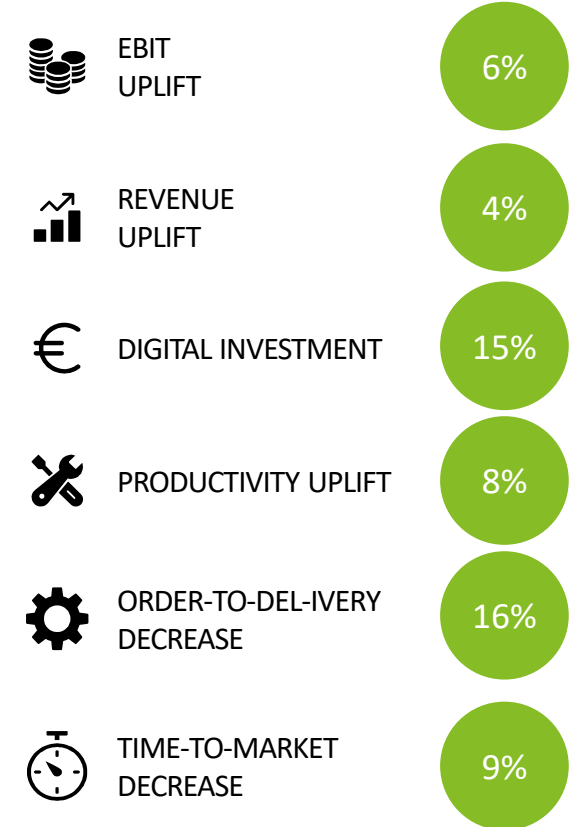 EBIT
UPLIFT
6%
REVENUE
UPLIFT
4%
DIGITAL INVESTMENT
15%
PRODUCTIVITY UPLIFT
8%
ORDER-TO-DEL-IVERY
DECREASE
16%
TIME-TO-MARKET
DECREASE
9%